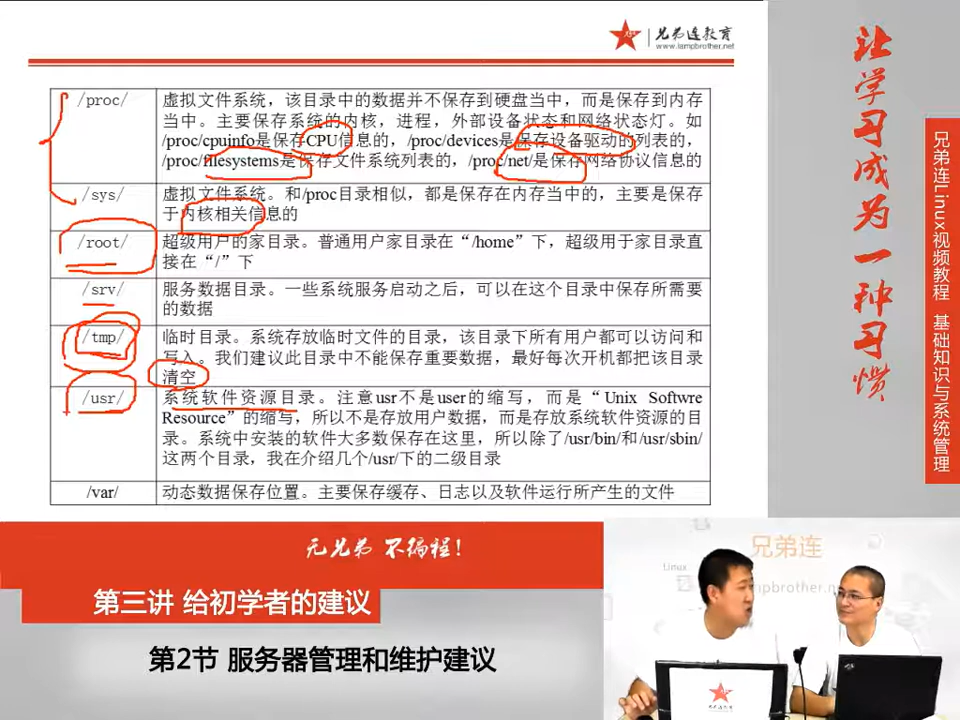 兄弟连教育
www.lampbrother.net
/proc/
虚拟文件系统，该目录中的数据并不保存到硬盘当中，而是保存到内存
当中。主要保存系统的内核，进程，外部设备状态和网络状态灯。如
/proc/cpuinfo是保存CPU信息的，/proc/devices是保存设备驱动的列表的，
/proc/filesystems是保存文件系统列表的，/proc/net/是保存网络协议信息的
/sys/
虚拟文件系统。和/proc目录相似，都是保存在内存当中的，主要是保存
于内核相关信息的
/root/
超级用户的家目录。普通用户家目录在“/home”下，超级用于家目录直
接在“/”下
/srv/
服务数据目录。一些系统服务启动之后，可以在这个目录中保存所需要
的数据
/tmp/
临时目录。系统存放临时文件的目录，该目录下所有用户都可以访问和
写入。我们建议此目录中不能保存重要数据，最好每次开机都把该目录
清空
/usr/
系统软件资源目录。注意usr不是user的缩写，而是“Unix Softwre
Resource”的缩写，所以不是存放用户数据，而是存放系统软件资源的目
录。系统中安装的软件大多数保存在这里，所以除了/usr/bin/和/usr/sbin/
这两个目录，我在介绍几个/usr/下的二级目录
/var/
动态数据保存位置。主要保存缓存、日志以及软件运行所产生的文件
让学习成为一种习惯
兄弟连Linux视频教程 基础知识与系统管理
无兄弟 不编程！
第三讲 给初学者的建议
第2节 服务器管理和维护建议
兄弟连
Linux
lampbrother.ne